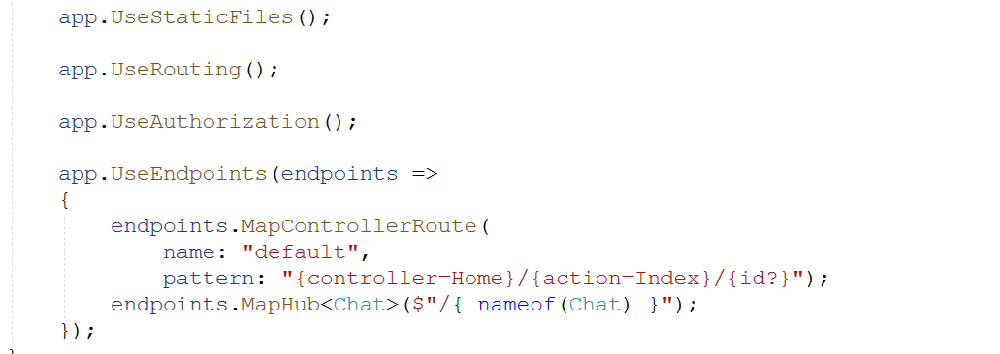 app.UseStaticFiles();
app.UseRouting();
app.UseAuthorization();
app.UseEndpoints(endpoints =>
{
endpoints.MapControllerRoute(
name: "default",
pattern: "{controller=Home}/{action=Index}/{id?}");
endpoints.MapHub<Chat>($"/{ nameof(Chat) }");
});